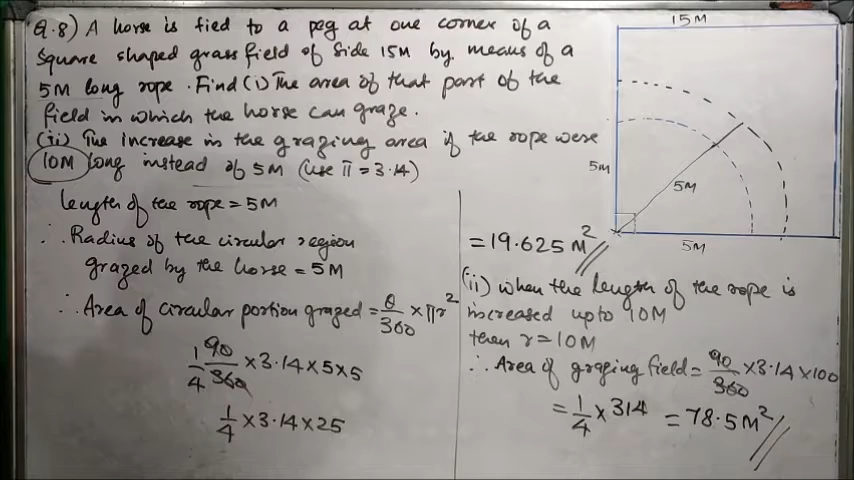 Q.8) A horse is tied to a peg at one corner of a
square shaped grass field of side 15M by means of a
5M long rope. Find (i) The area of that part of the
field in which the horse can graze.
(ii) The increase in the grazing area if the rope were
10M long instead of 5M (use π = 3.14)
Length of the rope = 5M
∴ Radius of the circular region
grazed by the horse = 5M
∴ Area of circular portion grazed = θ/360 × πr²
1/4 90/360 × 3.14 × 5 × 5
1/4 × 3.14 × 25
= 19.625 M²
(ii) when the length of the rope is
increased upto 10M
then r = 10M
∴ Area of grazing field = 90/360 × 3.14 × 100
= 1/4 × 314 = 78.5 M²
15M
5M
5M
5M